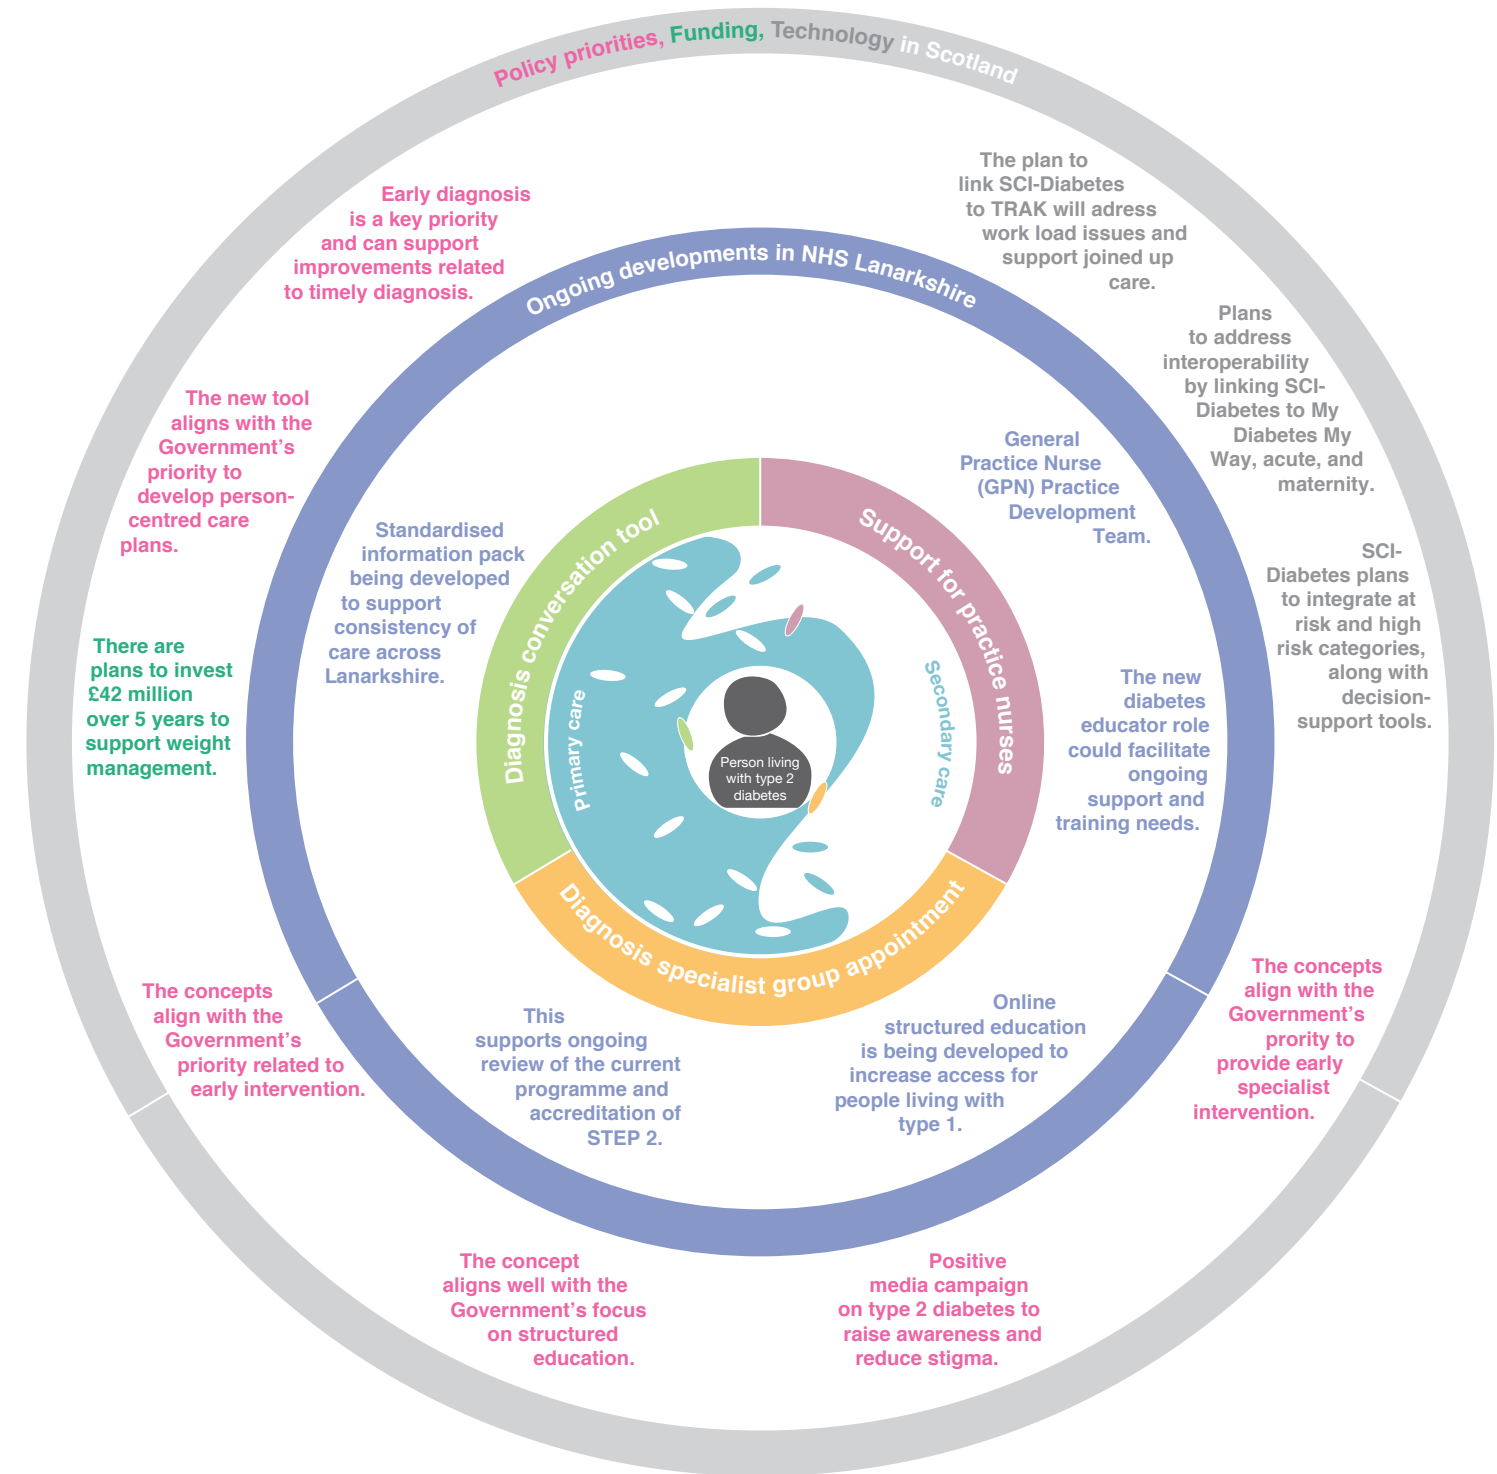 Policy priorities, Funding, Technology in Scotland
Early diagnosis
is a key priority
and can support
improvements related
to timely diagnosis.
The plan to
link SCI-Diabetes
to TRAK will adress
work load issues and
support joined up
care.
Ongoing developments in NHS Lanarkshire
Plans
to address
interoperability
by linking SCI-
Diabetes to My
Diabetes My
Way, acute, and
maternity.
The new tool
aligns with the
Government's
priority to
develop person-
centred care
plans.
General
Practice Nurse
(GPN) Practice
Development
Team.
Standardised
information pack
being developed
to support
consistency of
care across
Lanarkshire.
Diagnosis conversation tool
Support for practice nurses
SCI-
Diabetes plans
to integrate at
risk and high
risk categories,
along with
decision-
support tools.
There are
plans to invest
£42 million
over 5 years to
support weight
management.
Primary care
Person living
with type 2
diabetes
Secondary care
The new
diabetes
educator role
could facilitate
ongoing
support and
training needs.
Diagnosis specialist group appointment
The concepts
align with the
Government's
priority related to
early intervention.
This
supports ongoing
review of the current
programme and
accreditation of
STEP 2.
Online
structured education
is being developed to
increase access for
people living with
type 1.
The concepts
align with the
Government's
prority to
provide early
specialist
intervention.
The concept
aligns well with the
Government's focus
on structured
education.
Positive
media campaign
on type 2 diabetes to
raise awareness and
reduce stigma.